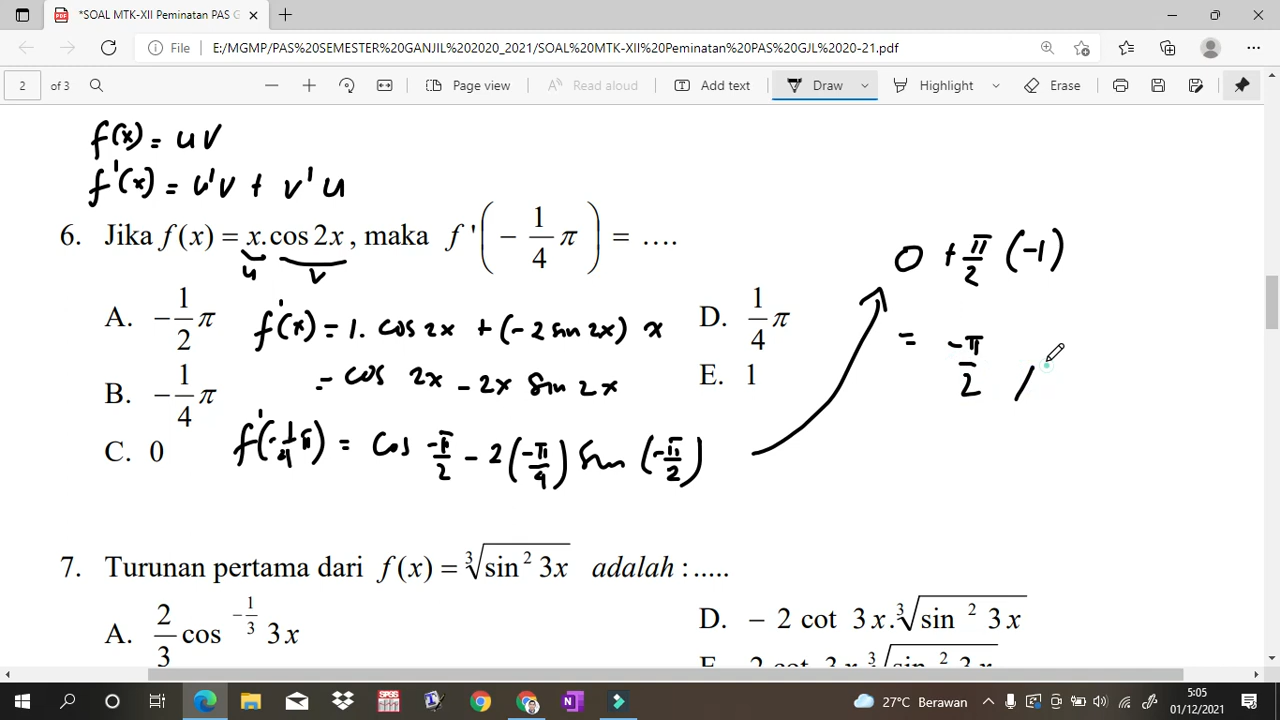 *SOAL MTK-XII Peminatan PAS G
File E:/MGMP/PAS%20SEMESTER%20GANJIL%202020_2021/SOAL%20MTK-XII%20Peminatan%20PAS%20GJL%2020-21.pdf
2 of 3 Page view Read aloud Add text Draw Highlight Erase
f(x) = uv
f'(x) = u'v + v'u
6. Jika f(x) = x.cos 2x, maka f'(-1/4 π) = ....
u v
0 + π/2 (-1)
A. -1/2 π
f'(x) = 1. cos 2x + (-2 sin 2x) x
D. 1/4 π
= -π/2 /
= cos 2x - 2x sin 2x
E. 1
B. -1/4 π
f'(-1/4 π) = cos -π/2 - 2(-π/4) sin (-π/2)
C. 0
7. Turunan pertama dari f(x) = ∛(sin² 3x) adalah :.....
A. 2/3 cos^(-1/3) 3x
D. - 2 cot 3x.∛(sin² 3x)
27°C Berawan
5:05
01/12/2021